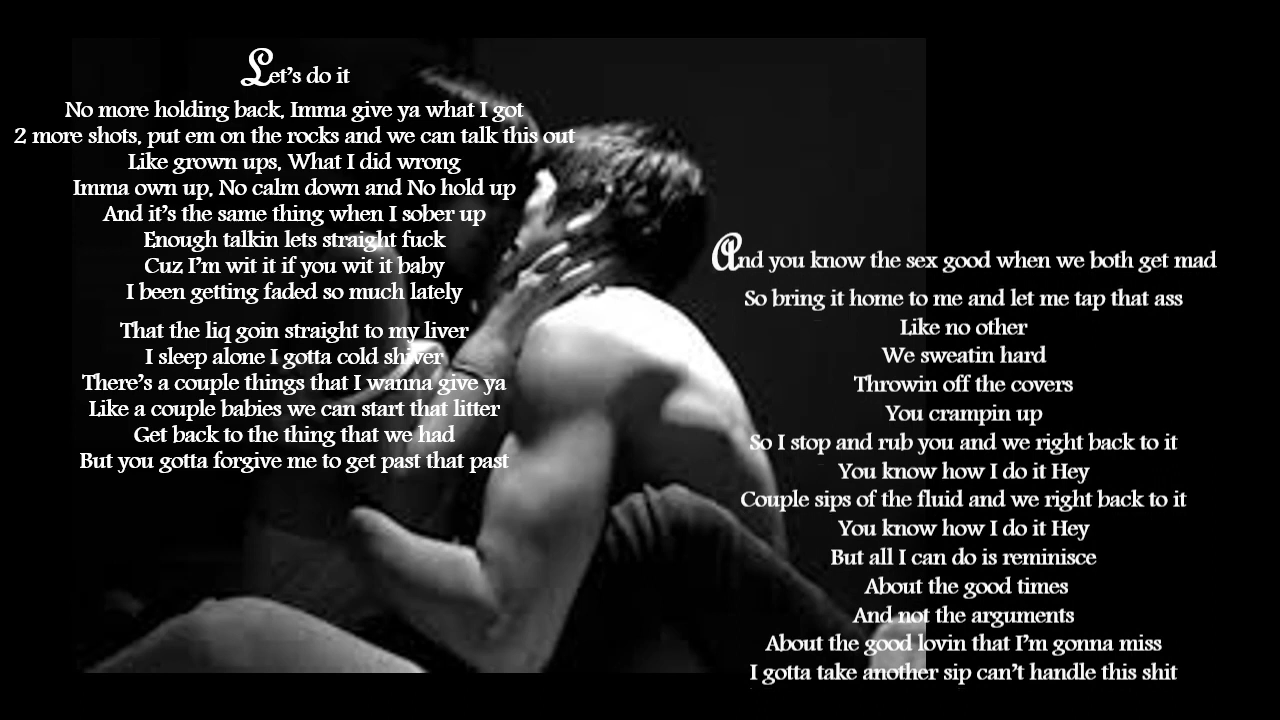 Let's do it
No more holding back, Imma give ya what I got
2 more shots, put em on the rocks and we can talk this out
Like grown ups, What I did wrong
Imma own up, No calm down and No hold up
And it's the same thing when I sober up
Enough talkin lets straight fuck
Cuz I'm wit it if you wit it baby
I been getting faded so much lately
That the liq goin straight to my liver
I sleep alone I gotta cold shiver
There's a couple things that I wanna give ya
Like a couple babies we can start that litter
Get back to the thing that we had
But you gotta forgive me to get past that past
And you know the sex good when we both get mad
So bring it home to me and let me tap that ass
Like no other
We sweatin hard
Throwin off the covers
You crampin up
So I stop and rub you and we right back to it
You know how I do it Hey
Couple sips of the fluid and we right back to it
You know how I do it Hey
But all I can do is reminisce
About the good times
And not the arguments
About the good lovin that I'm gonna miss
I gotta take another sip can't handle this shit